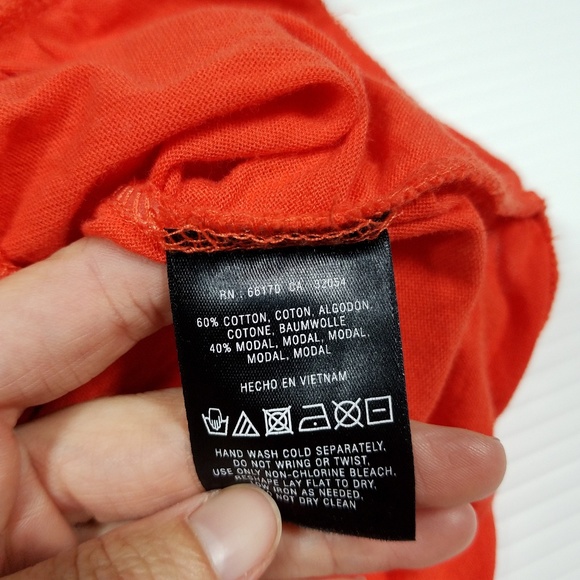 RN : 66170 CA : 32054
60% COTTON, COTON, ALGODON,
COTONE, BAUMWOLLE
40% MODAL, MODAL, MODAL,
MODAL, MODAL
HECHO EN VIETNAM
HAND WASH COLD SEPARATELY,
DO NOT WRING OR TWIST,
USE ONLY NON-CHLORINE BLEACH,
RESHAPE LAY FLAT TO DRY,
IRON AS NEEDED,
NOT DRY CLEAN